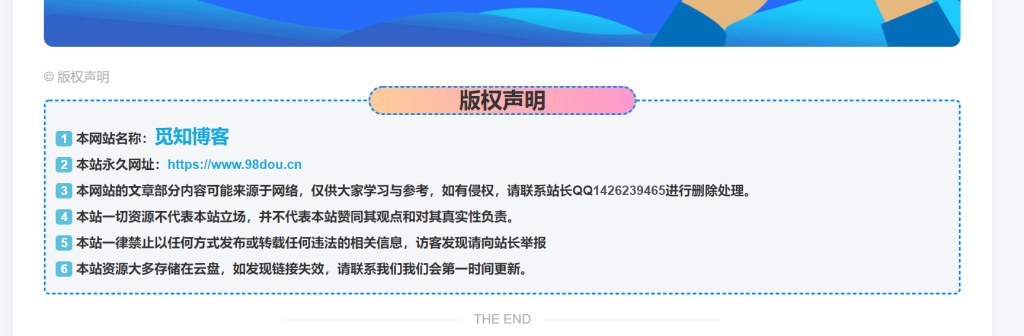 © 版权声明
版权声明
1 本网站名称：觅知博客
2 本站永久网址：https://www.98dou.cn
3 本网站的文章部分内容可能来源于网络，仅供大家学习与参考，如有侵权，请联系站长QQ1426239465进行删除处理。
4 本站一切资源不代表本站立场，并不代表本站赞同其观点和对其真实性负责。
5 本站一律禁止以任何方式发布或转载任何违法的相关信息，访客发现请向站长举报
6 本站资源大多存储在云盘，如发现链接失效，请联系我们我们会第一时间更新。
THE END